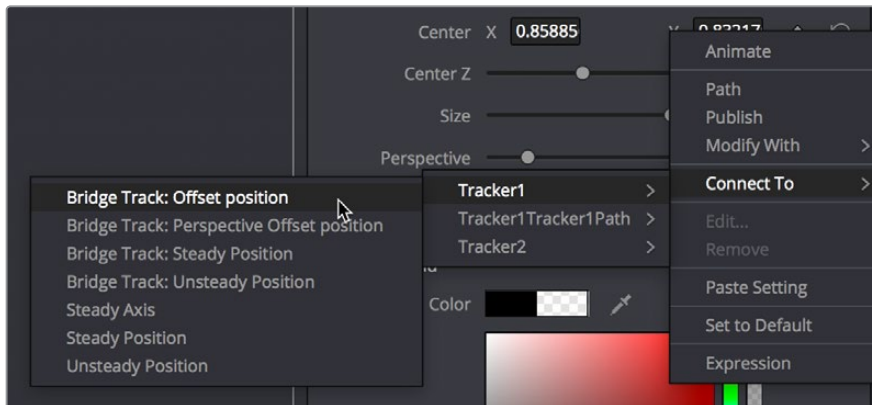 Center X 0.85885 Y 0.83217
Center Z
Size
Perspective
Animate
Path
Publish
Modify With >
Connect To >
Edit...
Remove
Paste Setting
Set to Default
Expression
Tracker1 >
Tracker1Tracker1Path >
Tracker2 >
Bridge Track: Offset position
Bridge Track: Perspective Offset position
Bridge Track: Steady Position
Bridge Track: Unsteady Position
Steady Axis
Steady Position
Unsteady Position
Color